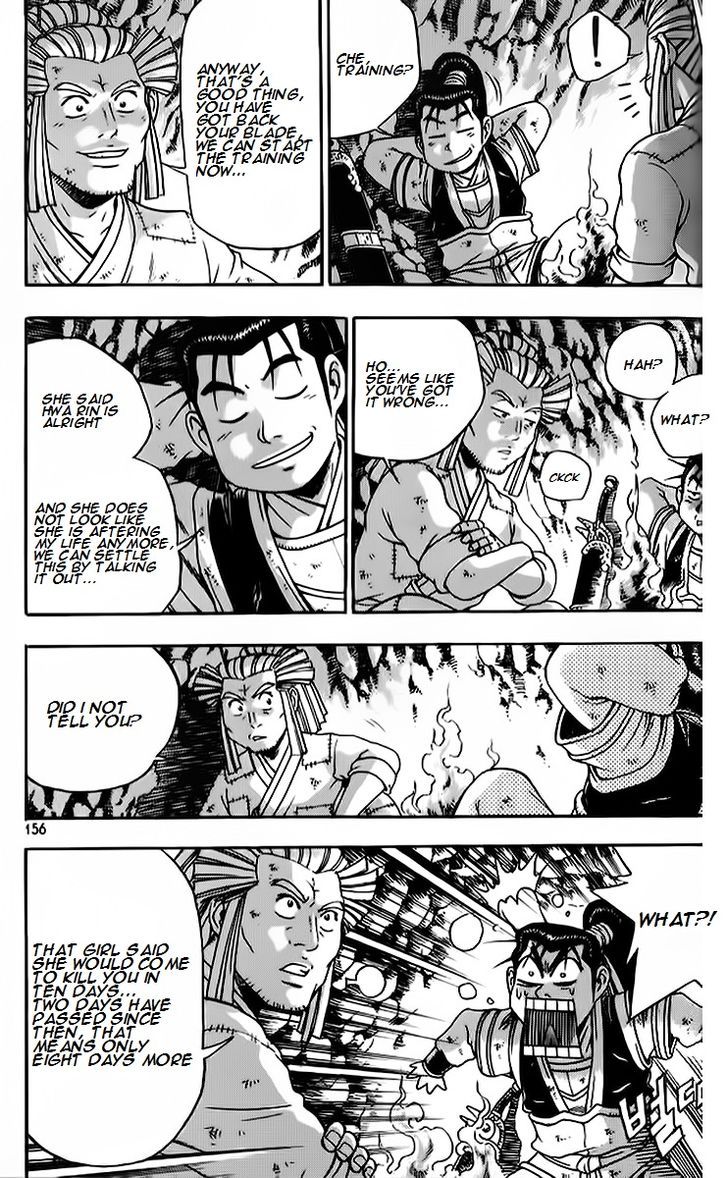 ANYWAY,
THAT'S A
GOOD THING,
YOU HAVE
GOT BACK
YOUR BLADE,
WE CAN START
THE TRAINING
NOW...
CHE,
TRAINING?
!
SHE SAID
HWA RIN IS
ALRIGHT
AND SHE DOES
NOT LOOK LIKE
SHE IS AFTERING
MY LIFE ANYMORE,
WE CAN SETTLE
THIS BY TALKING
IT OUT...
HO...
SEEMS LIKE
YOU'VE GOT
IT WRONG...
CKCK
HAH?
WHAT?
DID I NOT
TELL YOU?
156
THAT GIRL SAID
SHE WOULD COME
TO KILL YOU IN
TEN DAYS...
TWO DAYS HAVE
PASSED SINCE
THEN, THAT
MEANS ONLY
EIGHT DAYS MORE
WHAT?!